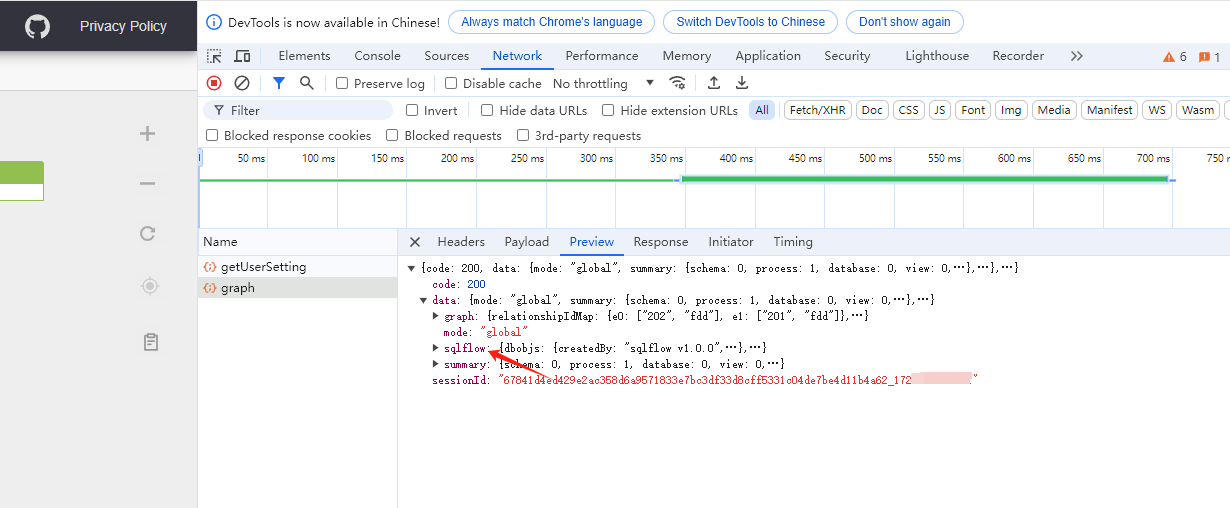 Privacy Policy
DevTools is now available in Chinese! Always match Chrome's language Switch DevTools to Chinese Don't show again
Elements Console Sources Network Performance Memory Application Security Lighthouse Recorder 6 1
Preserve log Disable cache No throttling
Filter Invert Hide data URLs Hide extension URLs All Fetch/XHR Doc CSS JS Font Img Media Manifest WS Wasm
Blocked response cookies Blocked requests 3rd-party requests
50 ms 100 ms 150 ms 200 ms 250 ms 300 ms 350 ms 400 ms 450 ms 500 ms 550 ms 600 ms 650 ms 700 ms 750 m
Name Headers Payload Preview Response Initiator Timing
getUserSetting
graph
{code: 200, data: {mode: "global", summary: {schema: 0, process: 1, database: 0, view: 0,…},…},…}
code: 200
data: {mode: "global", summary: {schema: 0, process: 1, database: 0, view: 0,…},…}
graph: {relationshipIdMap: {e0: ["202", "fdd"], e1: ["201", "fdd"]},…}
mode: "global"
sqlflow: {dbobjs: {createdBy: "sqlflow v1.0.0",…},…}
summary: {schema: 0, process: 1, database: 0, view: 0,…}
sessionId: "67841d4ed429e2ac358d6a9571833e7bc3df33d8cff5331c04de7be4d11b4a62_172